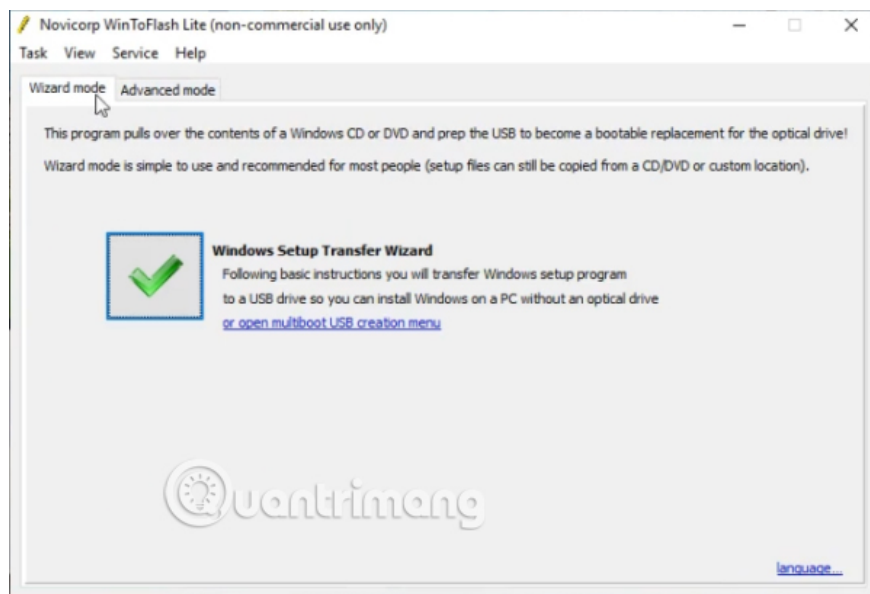 Novicorp WinToFlash Lite (non-commercial use only)
Task View Service Help
Wizard mode Advanced mode
This program pulls over the contents of a Windows CD or DVD and prep the USB to become a bootable replacement for the optical drive!
Wizard mode is simple to use and recommended for most people (setup files can still be copied from a CD/DVD or custom location).
Windows Setup Transfer Wizard
Following basic instructions you will transfer Windows setup program
to a USB drive so you can install Windows on a PC without an optical drive
or open multiboot USB creation menu
Quantrimang
language...